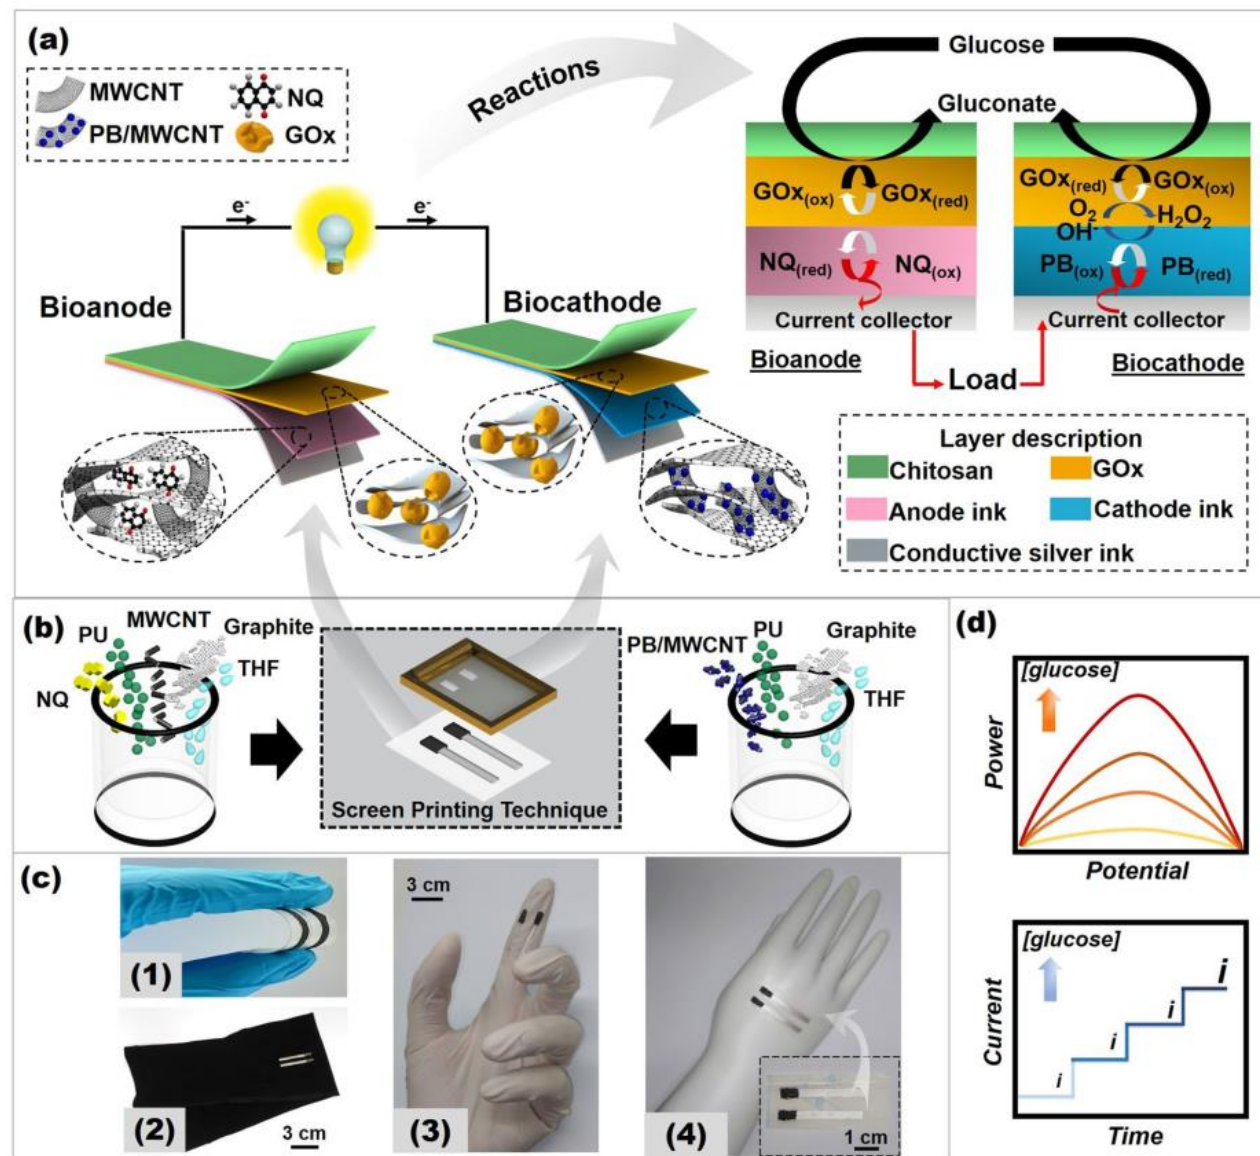 (a)
MWCNT
NQ
PB/MWCNT
GOx
Reactions
e-
e-
Bioanode
Biocathode
Glucose
Gluconate
GOx(ox)
GOx(red)
NQ(red)
NQ(ox)
Current collector
Bioanode
GOx(red)
GOx(ox)
O2
H2O2
OH-
PB(ox)
PB(red)
Current collector
Biocathode
Load
Layer description
Chitosan
GOx
Anode ink
Cathode ink
Conductive silver ink
(b)
PU
MWCNT
Graphite
THF
NQ
Screen Printing Technique
PB/MWCNT
PU
Graphite
THF
(c)
(1)
(2)
3 cm
3 cm
(3)
(4)
1 cm
(d)
[glucose]
Power
Potential
[glucose]
i
i
i
i
Current
Time